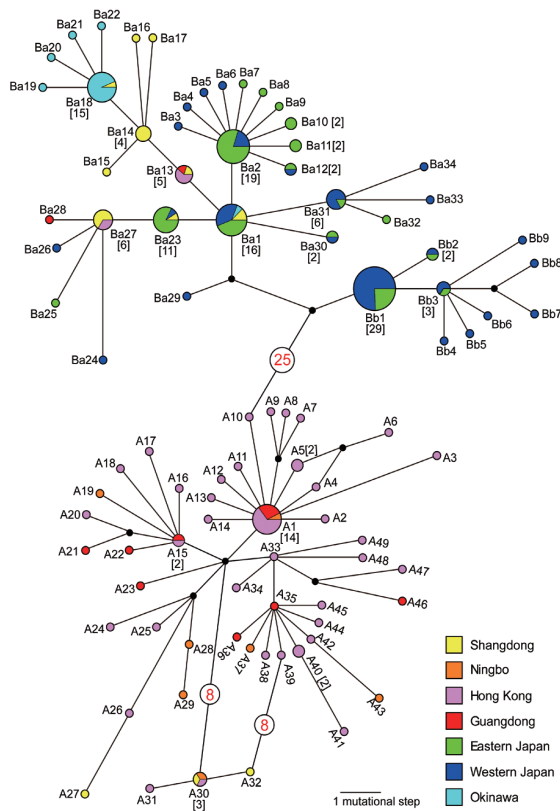 Ba22
Ba21
Ba16
Ba17
Ba20
Ba19
Ba18
[15]
Ba14
[4]
Ba15
Ba13
[5]
Ba6
Ba7
Ba5
Ba8
Ba4
Ba9
Ba3
Ba10 [2]
Ba11[2]
Ba12[2]
Ba2
[19]
Ba34
Ba33
Ba31
[6]
Ba32
Ba28
Ba27
[6]
Ba26
Ba25
Ba24
Ba23
[11]
Ba1
[16]
Ba30
[2]
Ba29
Bb2
[2]
Bb9
Bb8
Bb7
Bb1
[29]
Bb3
[3]
Bb6
Bb5
Bb4
25
A9
A8
A7
A10
A6
A5[2]
A3
A11
A12
A4
A13
A14
A1
[14]
A2
A17
A18
A16
A19
A20
A21
A22
A15
[2]
A23
A33
A49
A48
A47
A46
A34
A35
A45
A44
A42
A24
A25
A28
A36
A37
A38
A39
A40 [2]
A43
A41
A29
8
8
A26
A27
A31
A30
[3]
A32
Shangdong
Ningbo
Hong Kong
Guangdong
Eastern Japan
Western Japan
Okinawa
1 mutational step